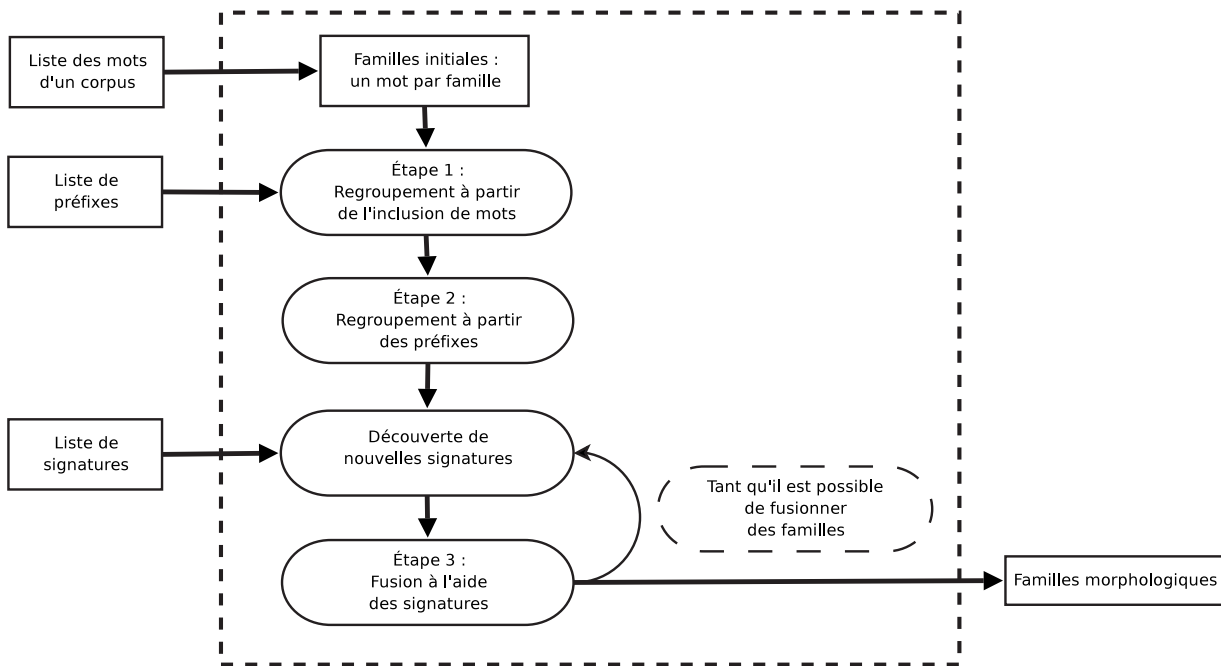 Liste des mots
d'un corpus
Familles initiales :
un mot par famille
Liste de
préfixes
Étape 1 :
Regroupement à partir
de l'inclusion de mots
Étape 2 :
Regroupement à partir
des préfixes
Liste de
signatures
Découverte de
nouvelles signatures
Tant qu'il est possible
de fusionner
des familles
Étape 3 :
Fusion à l'aide
des signatures
Familles morphologiques